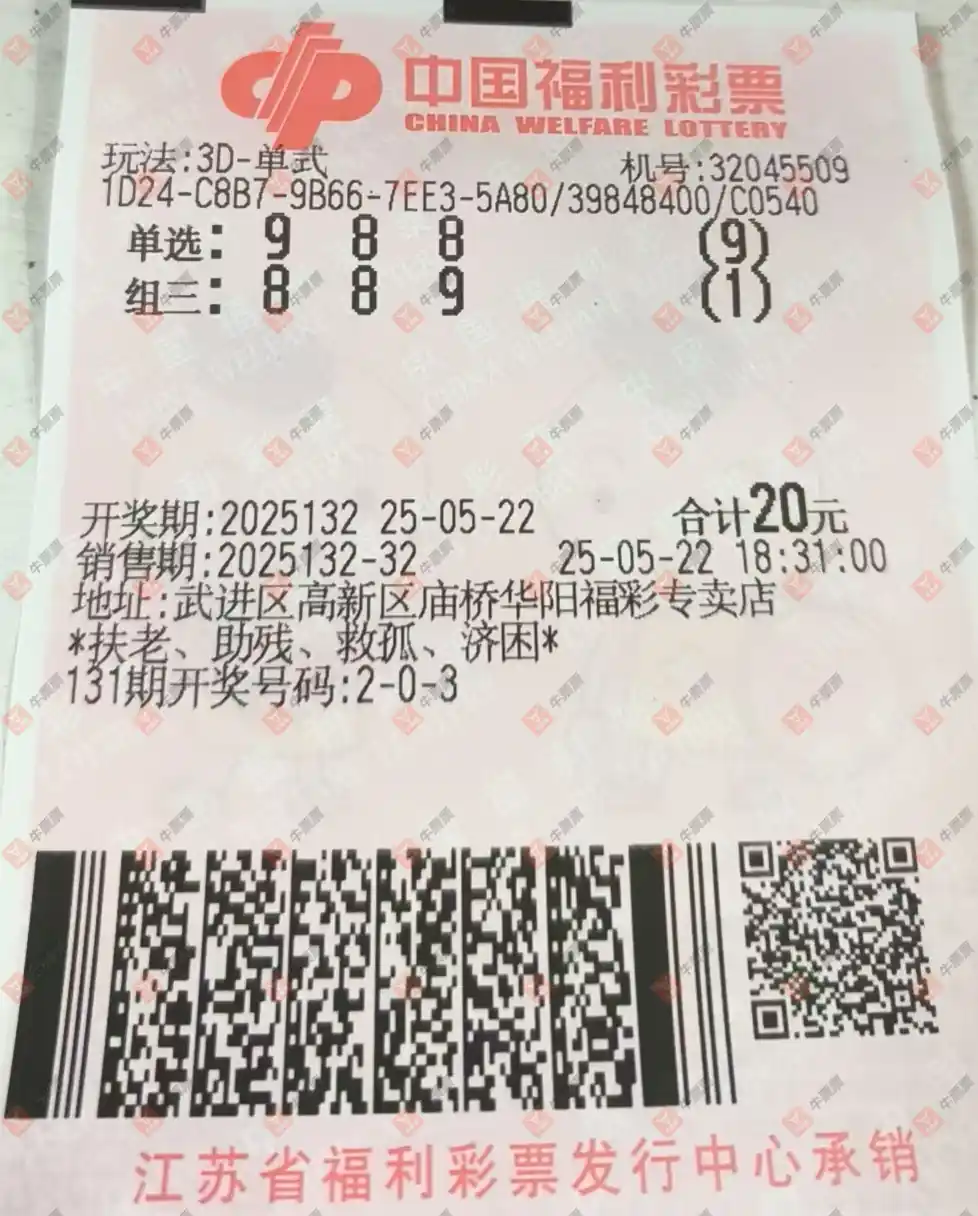 中国福利彩票
CHINA WELFARE LOTTERY
玩法:3D-单式 机号:32045509
1D24-C8B7-9B66-7EE3-5A80/39848400/C0540
单选: 9 8 8 (9)
组三: 8 8 9 (1)
开奖期:2025132 25-05-22 合计20元
销售期:2025132-32 25-05-22 18:31:00
地址:武进区高新区庙桥华阳福彩专卖店
*扶老、助残、救孤、济困*
131期开奖号码:2-0-3
江苏省福利彩票发行中心承销
牛票票